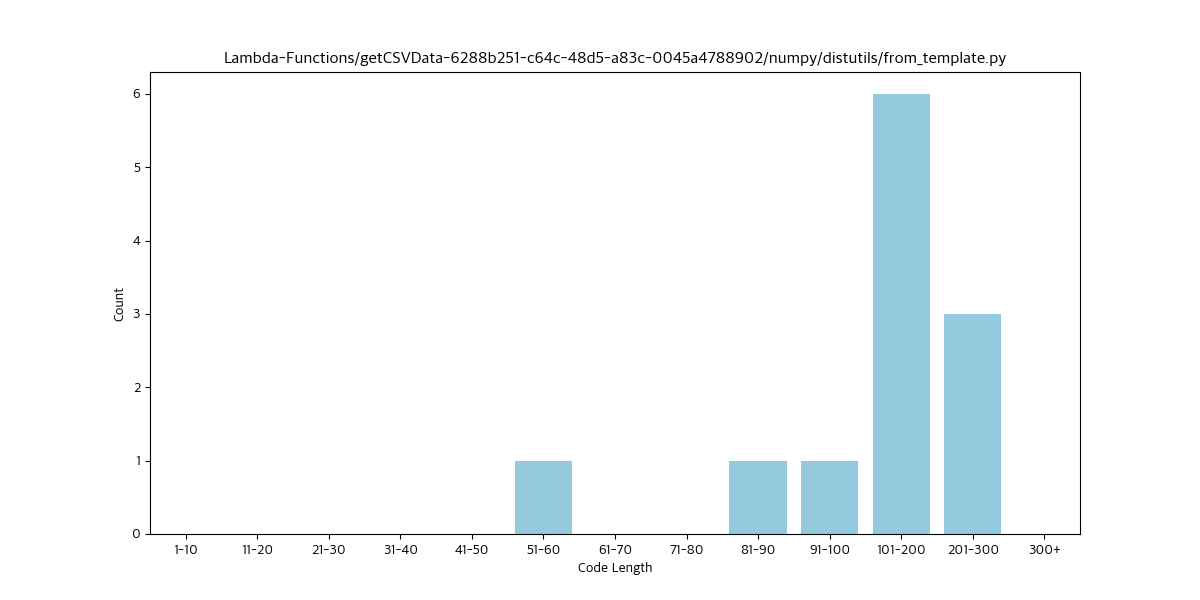 Lambda-Functions/getCSVData-6288b251-c64c-48d5-a83c-0045a4788902/numpy/distutils/from_template.py
6
5
4
3
2
1
0
Count
1-10 11-20 21-30 31-40 41-50 51-60 61-70 71-80 81-90 91-100 101-200 201-300 300+
Code Length